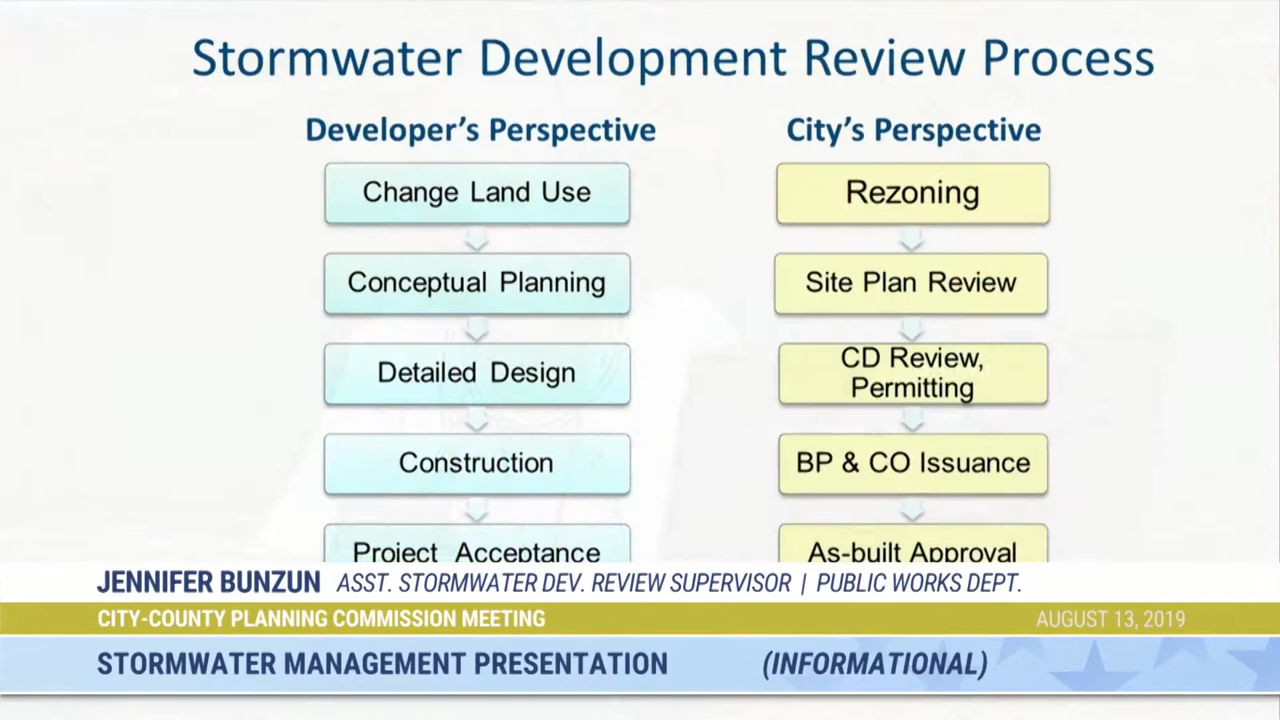 Stormwater Development Review Process
Developer's Perspective
Change Land Use
Conceptual Planning
Detailed Design
Construction
Project Acceptance
City's Perspective
Rezoning
Site Plan Review
CD Review,
Permitting
BP & CO Issuance
As-built Approval
JENNIFER BUNZUN ASST. STORMWATER DEV. REVIEW SUPERVISOR | PUBLIC WORKS DEPT.
CITY-COUNTY PLANNING COMMISSION MEETING AUGUST 13, 2019
STORMWATER MANAGEMENT PRESENTATION (INFORMATIONAL)